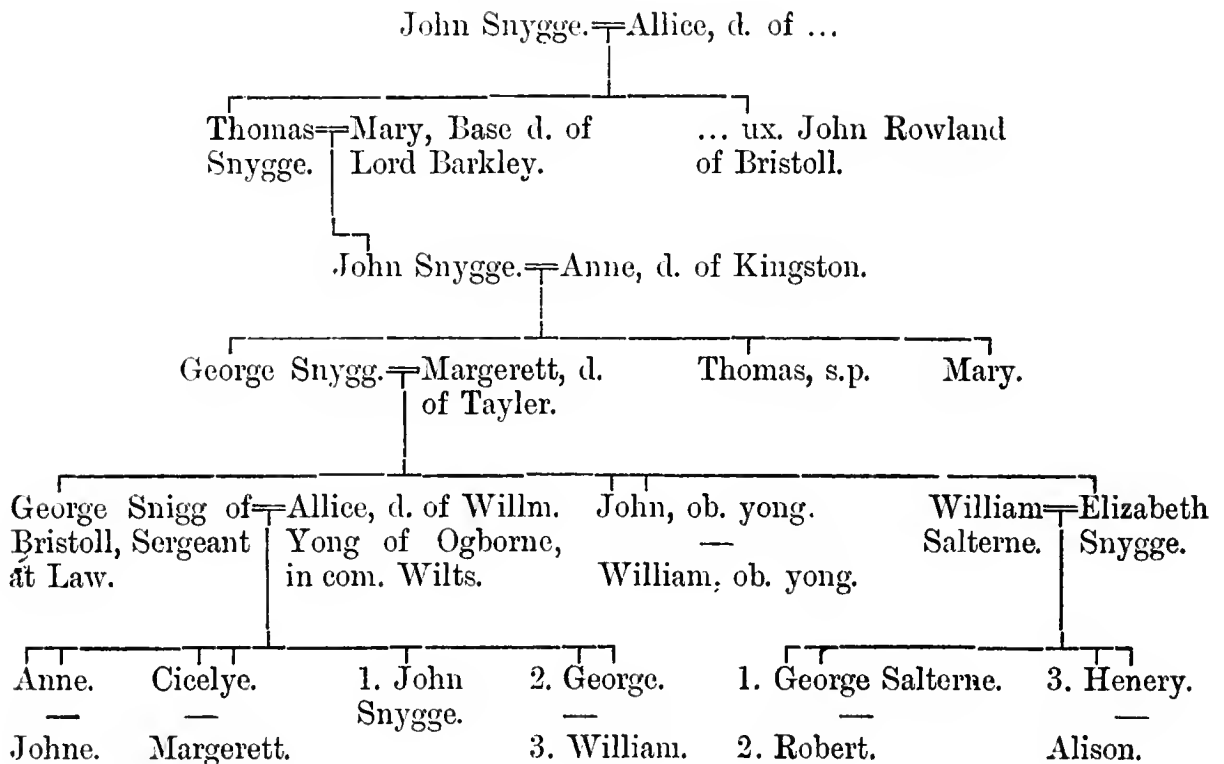 John Snygge.═Allice, d. of ...
Thomas═Mary, Base d. of ... ux. John Rowland
Snygge. Lord Barkley. of Bristoll.
John Snygge.═Anne, d. of Kingston.
George Snygg.═Margerett, d. Thomas, s.p. Mary.
of Tayler.
George Snigg of═Allice, d. of Willm. John, ob. yong. William═Elizabeth
Bristoll, Sergeant Yong of Ogborne, — Salterne. Snygge.
at Law. in com. Wilts. William, ob. yong.
Anne. Cicelye. 1. John 2. George. 1. George Salterne. 3. Henery.
— — Snygge. — — —
Johne. Margerett. 3. William. 2. Robert. Alison.